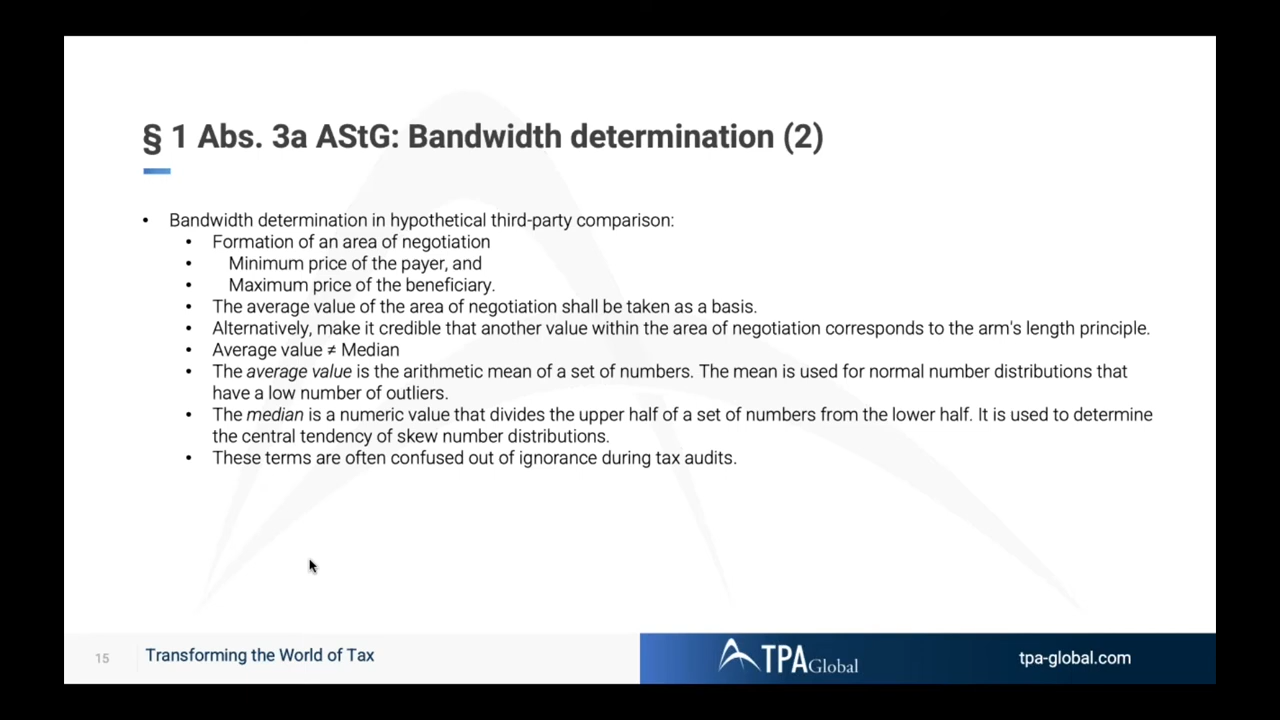 § 1 Abs. 3a AStG: Bandwidth determination (2)
• Bandwidth determination in hypothetical third-party comparison:
• Formation of an area of negotiation
• Minimum price of the payer, and
• Maximum price of the beneficiary.
• The average value of the area of negotiation shall be taken as a basis.
• Alternatively, make it credible that another value within the area of negotiation corresponds to the arm's length principle.
• Average value ≠ Median
• The average value is the arithmetic mean of a set of numbers. The mean is used for normal number distributions that
have a low number of outliers.
• The median is a numeric value that divides the upper half of a set of numbers from the lower half. It is used to determine
the central tendency of skew number distributions.
• These terms are often confused out of ignorance during tax audits.
15
Transforming the World of Tax
TPA Global
tpa-global.com